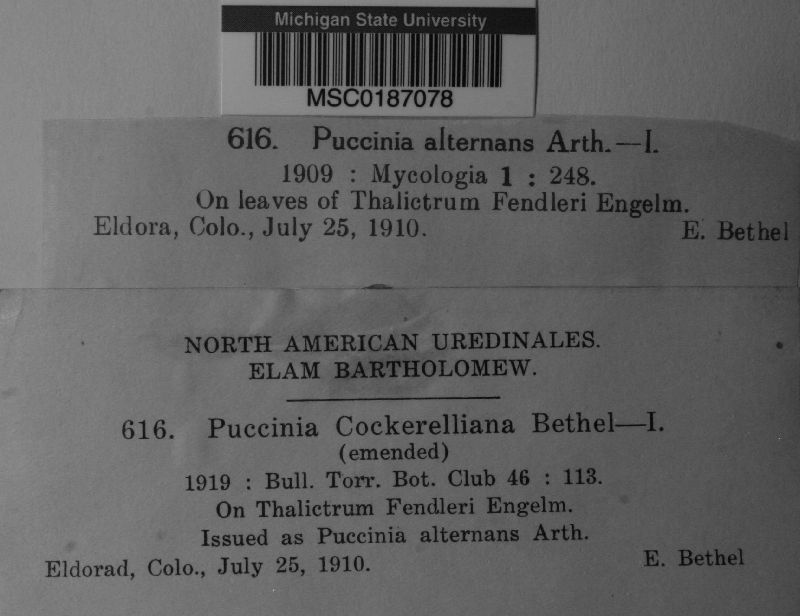 Michigan State University
MSC0187078
616. Puccinia alternans Arth.—I.
1909 : Mycologia 1 : 248.
On leaves of Thalictrum Fendleri Engelm.
Eldora, Colo., July 25, 1910. E. Bethel
NORTH AMERICAN UREDINALES.
ELAM BARTHOLOMEW.
616. Puccinia Cockerelliana Bethel—I.
(emended)
1919 : Bull. Torr. Bot. Club 46 : 113.
On Thalictrum Fendleri Engelm.
Issued as Puccinia alternans Arth.
Eldorad, Colo., July 25, 1910. E. Bethel